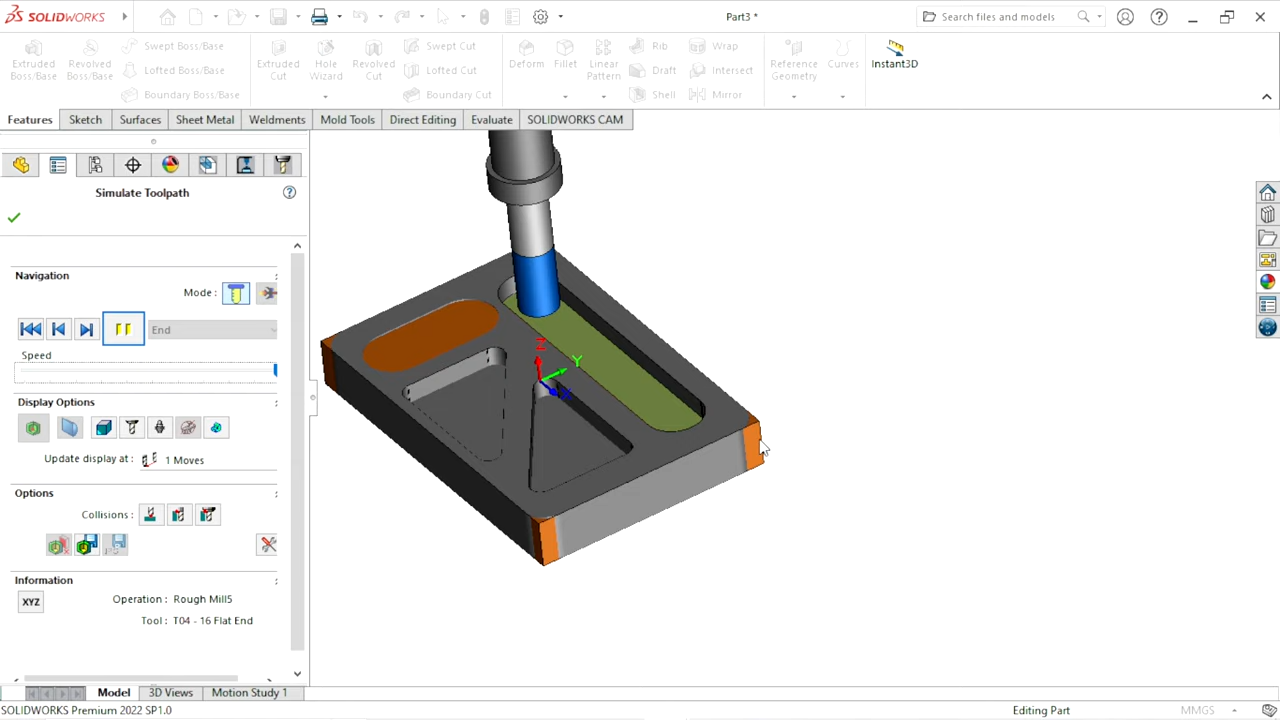 SOLIDWORKS
Part3 *
Search files and models
Extruded Boss/Base
Revolved Boss/Base
Swept Boss/Base
Lofted Boss/Base
Boundary Boss/Base
Extruded Cut
Hole Wizard
Revolved Cut
Swept Cut
Lofted Cut
Boundary Cut
Deform
Fillet
Linear Pattern
Rib
Draft
Shell
Wrap
Intersect
Mirror
Reference Geometry
Curves
Instant3D
Features
Sketch
Surfaces
Sheet Metal
Weldments
Mold Tools
Direct Editing
Evaluate
SOLIDWORKS CAM
Simulate Toolpath
Navigation
Mode :
End
Speed
Display Options
Update display at : 1 Moves
Options
Collisions :
Information
XYZ
Operation : Rough Mill5
Tool : T04 - 16 Flat End
Z
Y
X
Model
3D Views
Motion Study 1
SOLIDWORKS Premium 2022 SP1.0
Editing Part
MMGS